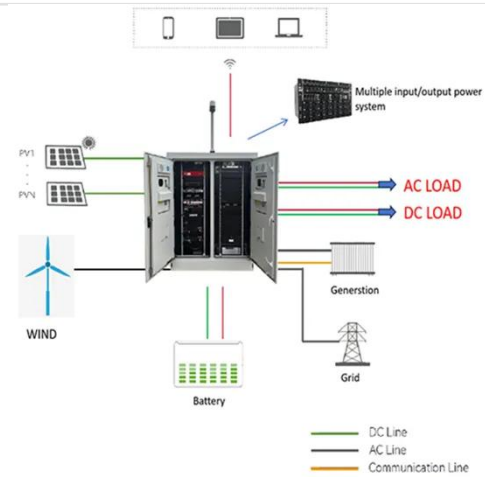 Multiple input/output power
system
PV1
PVN
AC LOAD
DC LOAD
Generstion
WIND
Grid
Battery
DC Line
AC Line
Communication Line